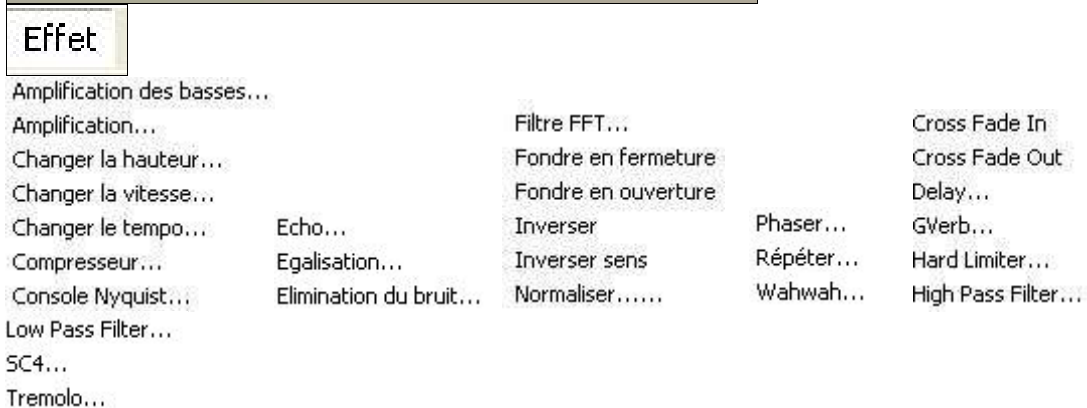 Effet
Amplification des basses...
Amplification...
Changer la hauteur...
Changer la vitesse...
Changer le tempo...
Compresseur...
Console Nyquist...
Low Pass Filter...
SC4...
Tremolo...
Echo...
Egalisation...
Elimination du bruit...
Filtre FFT...
Fondre en fermeture
Fondre en ouverture
Inverser
Inverser sens
Normaliser......
Phaser...
Répéter...
Wahwah...
Cross Fade In
Cross Fade Out
Delay...
GVerb...
Hard Limiter...
High Pass Filter...